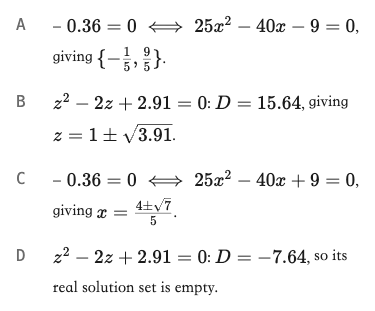 A − 0.36 = 0 ⟺ 25x² − 40x − 9 = 0,
giving {−1/5, 9/5}.
B z² − 2z + 2.91 = 0: D = 15.64, giving
z = 1 ± √3.91.
C − 0.36 = 0 ⟺ 25x² − 40x + 9 = 0,
giving x = (4±√7)/5.
D z² − 2z + 2.91 = 0: D = −7.64, so its
real solution set is empty.